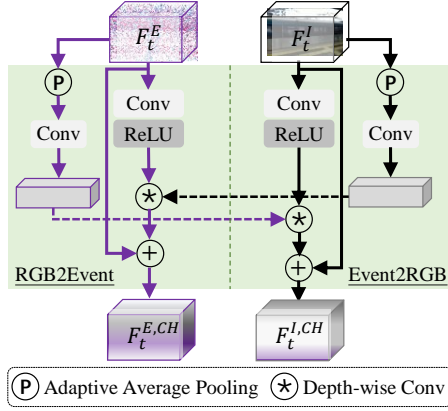 F_t^E F_t^I
P P
Conv Conv
Conv ReLU ReLU Conv
* *
+ +
RGB2Event Event2RGB
F_t^{E,CH} F_t^{I,CH}
P Adaptive Average Pooling * Depth-wise Conv